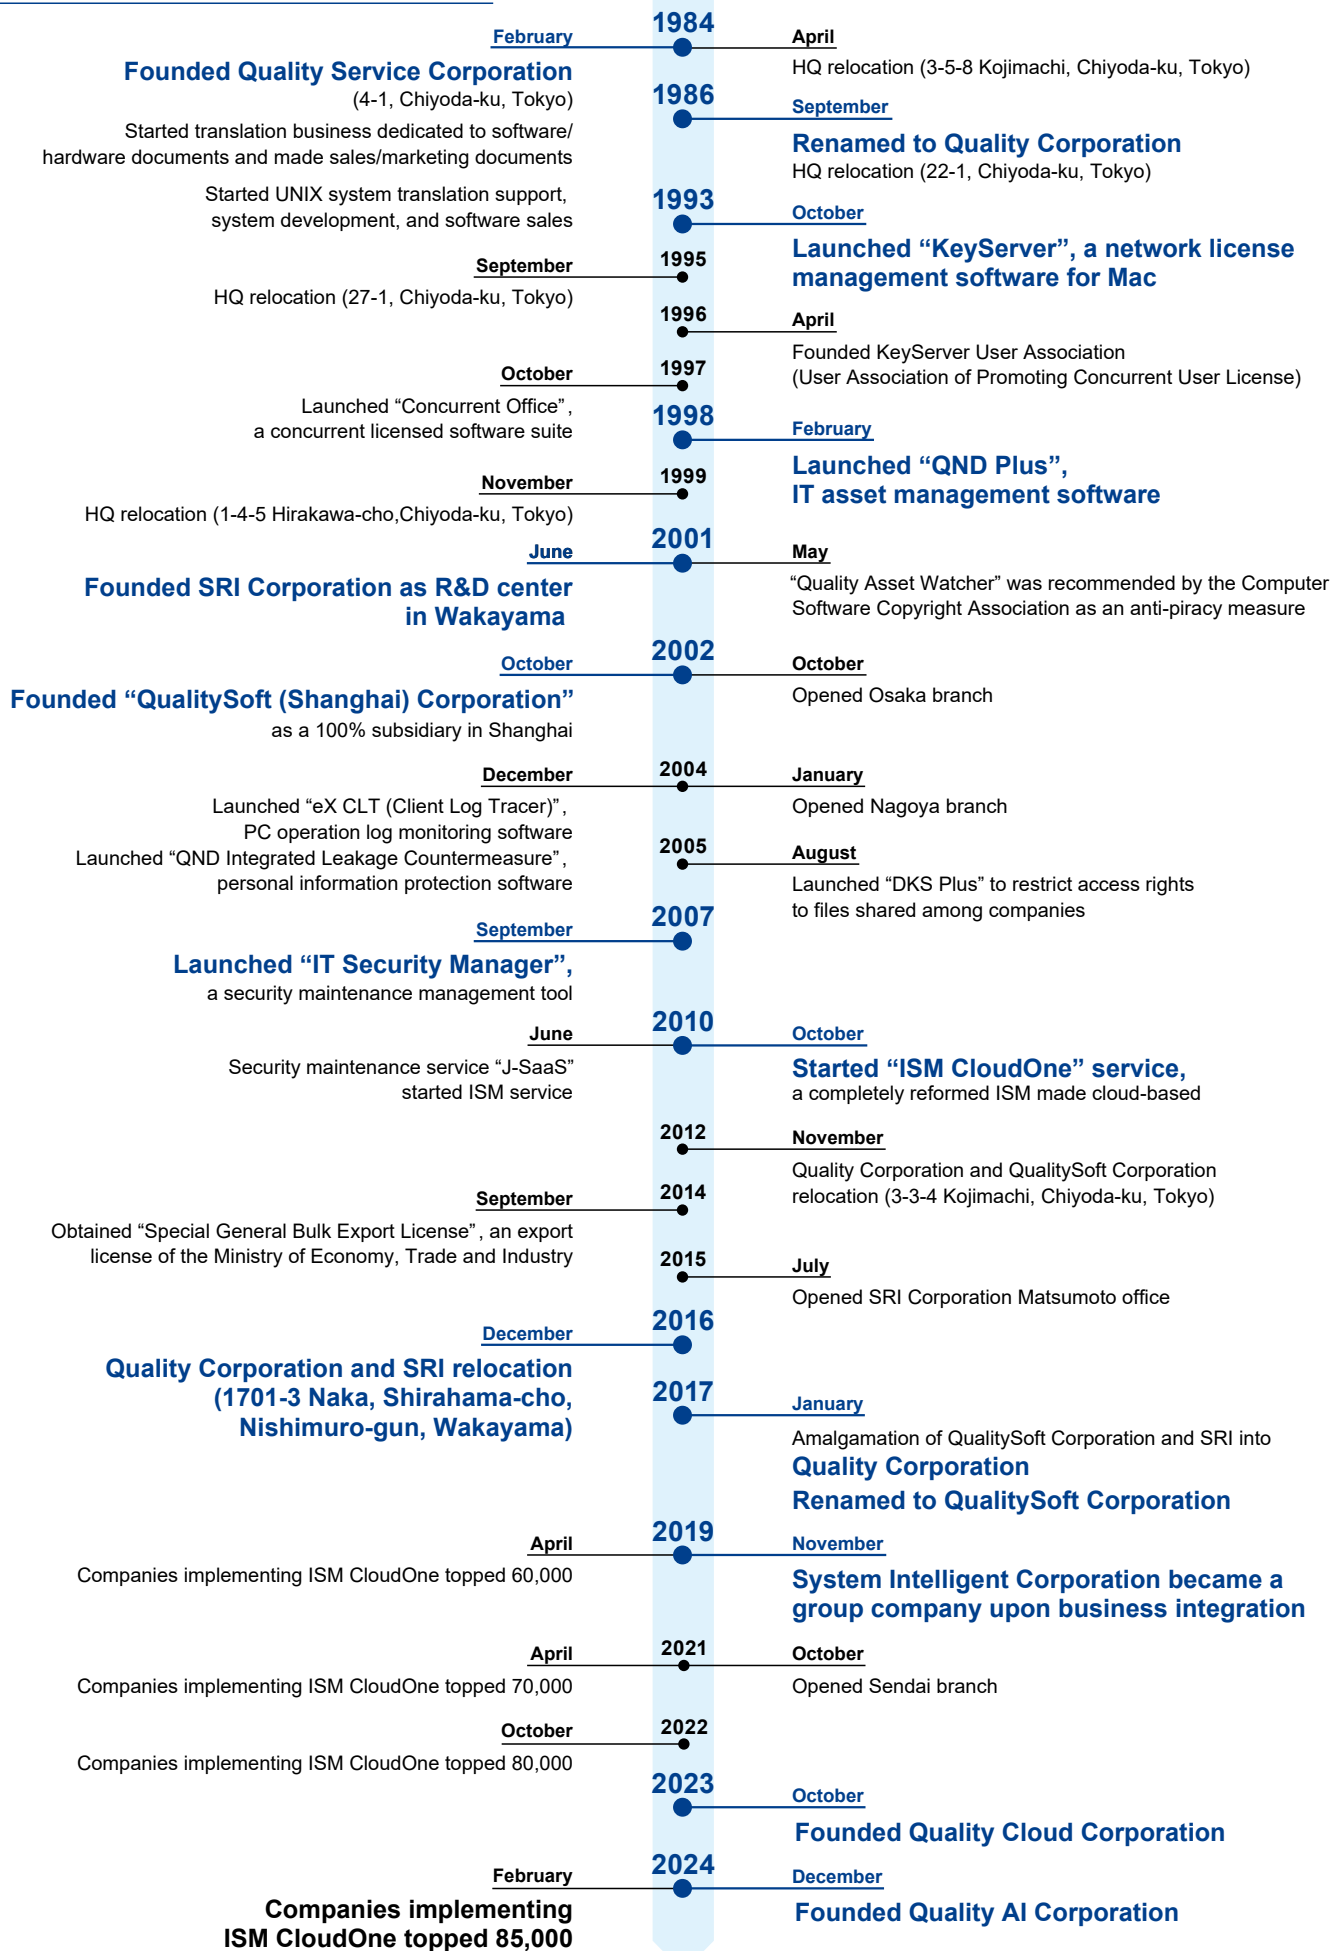 1984
February
Founded Quality Service Corporation
(4-1, Chiyoda-ku, Tokyo)
Started translation business dedicated to software/
hardware documents and made sales/marketing documents
Started UNIX system translation support,
system development, and software sales
April
HQ relocation (3-5-8 Kojimachi, Chiyoda-ku, Tokyo)
1986
September
Renamed to Quality Corporation
HQ relocation (22-1, Chiyoda-ku, Tokyo)
1993
October
Launched “KeyServer”, a network license
management software for Mac
1995
September
HQ relocation (27-1, Chiyoda-ku, Tokyo)
1996
April
Founded KeyServer User Association
(User Association of Promoting Concurrent User License)
1997
October
Launched “Concurrent Office”,
a concurrent licensed software suite
1998
February
Launched “QND Plus”,
IT asset management software
1999
November
HQ relocation (1-4-5 Hirakawa-cho,Chiyoda-ku, Tokyo)
2001
June
Founded SRI Corporation as R&D center
in Wakayama
May
“Quality Asset Watcher” was recommended by the Computer
Software Copyright Association as an anti-piracy measure
2002
October
Founded “QualitySoft (Shanghai) Corporation”
as a 100% subsidiary in Shanghai
October
Opened Osaka branch
2004
December
Launched “eX CLT (Client Log Tracer)”,
PC operation log monitoring software
Launched “QND Integrated Leakage Countermeasure”,
personal information protection software
January
Opened Nagoya branch
2005
August
Launched “DKS Plus” to restrict access rights
to files shared among companies
2007
September
Launched “IT Security Manager”,
a security maintenance management tool
2010
June
Security maintenance service “J-SaaS”
started ISM service
October
Started “ISM CloudOne” service,
a completely reformed ISM made cloud-based
2012
November
Quality Corporation and QualitySoft Corporation
relocation (3-3-4 Kojimachi, Chiyoda-ku, Tokyo)
2014
September
Obtained “Special General Bulk Export License”, an export
license of the Ministry of Economy, Trade and Industry
2015
July
Opened SRI Corporation Matsumoto office
2016
December
Quality Corporation and SRI relocation
(1701-3 Naka, Shirahama-cho,
Nishimuro-gun, Wakayama)
2017
January
Amalgamation of QualitySoft Corporation and SRI into
Quality Corporation
Renamed to QualitySoft Corporation
2019
April
Companies implementing ISM CloudOne topped 60,000
November
System Intelligent Corporation became a
group company upon business integration
2021
April
Companies implementing ISM CloudOne topped 70,000
October
Opened Sendai branch
2022
October
Companies implementing ISM CloudOne topped 80,000
2023
October
Founded Quality Cloud Corporation
2024
February
Companies implementing
ISM CloudOne topped 85,000
December
Founded Quality AI Corporation